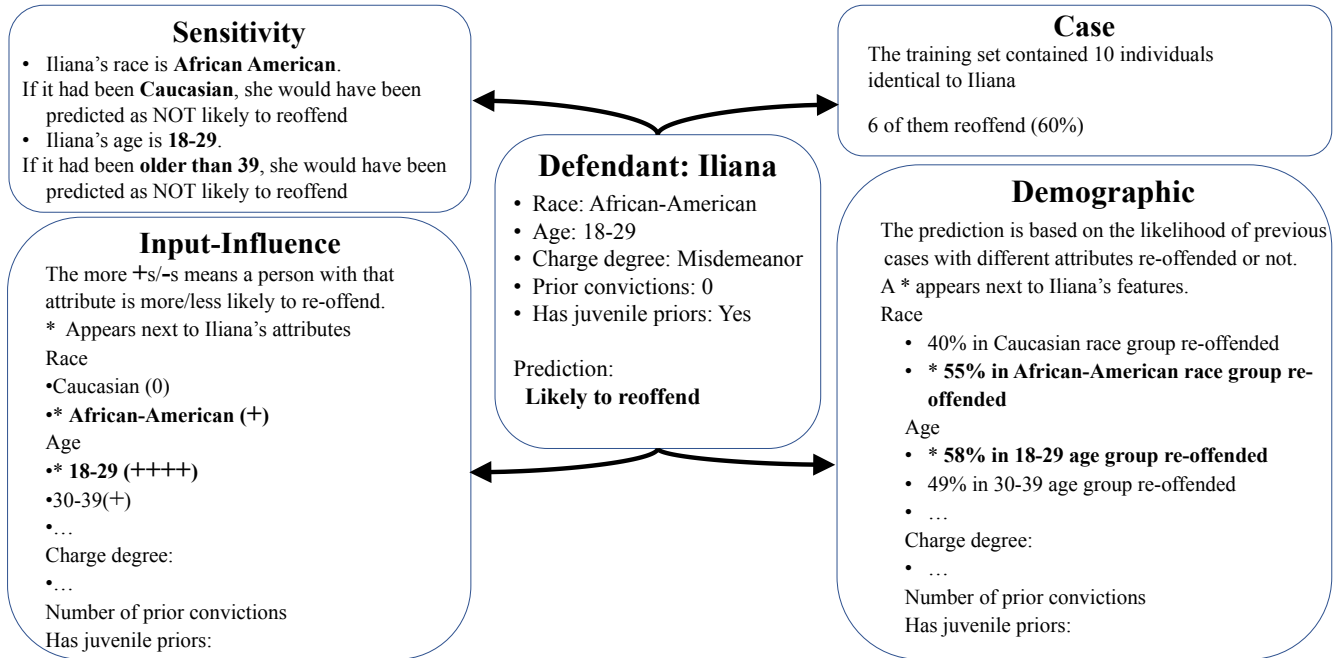 Sensitivity
• Iliana's race is African American.
If it had been Caucasian, she would have been
predicted as NOT likely to reoffend
• Iliana's age is 18-29.
If it had been older than 39, she would have been
predicted as NOT likely to reoffend
Case
The training set contained 10 individuals
identical to Iliana
6 of them reoffend (60%)
Defendant: Iliana
• Race: African-American
• Age: 18-29
• Charge degree: Misdemeanor
• Prior convictions: 0
• Has juvenile priors: Yes
Prediction:
Likely to reoffend
Input-Influence
The more +s/-s means a person with that
attribute is more/less likely to re-offend.
* Appears next to Iliana's attributes
Race
•Caucasian (0)
•* African-American (+)
Age
•* 18-29 (++++)
•30-39(+)
•…
Charge degree:
•…
Number of prior convictions
Has juvenile priors:
Demographic
The prediction is based on the likelihood of previous
cases with different attributes re-offended or not.
A * appears next to Iliana's features.
Race
• 40% in Caucasian race group re-offended
• * 55% in African-American race group re-
offended
Age
• * 58% in 18-29 age group re-offended
• 49% in 30-39 age group re-offended
• …
Charge degree:
• …
Number of prior convictions
Has juvenile priors: